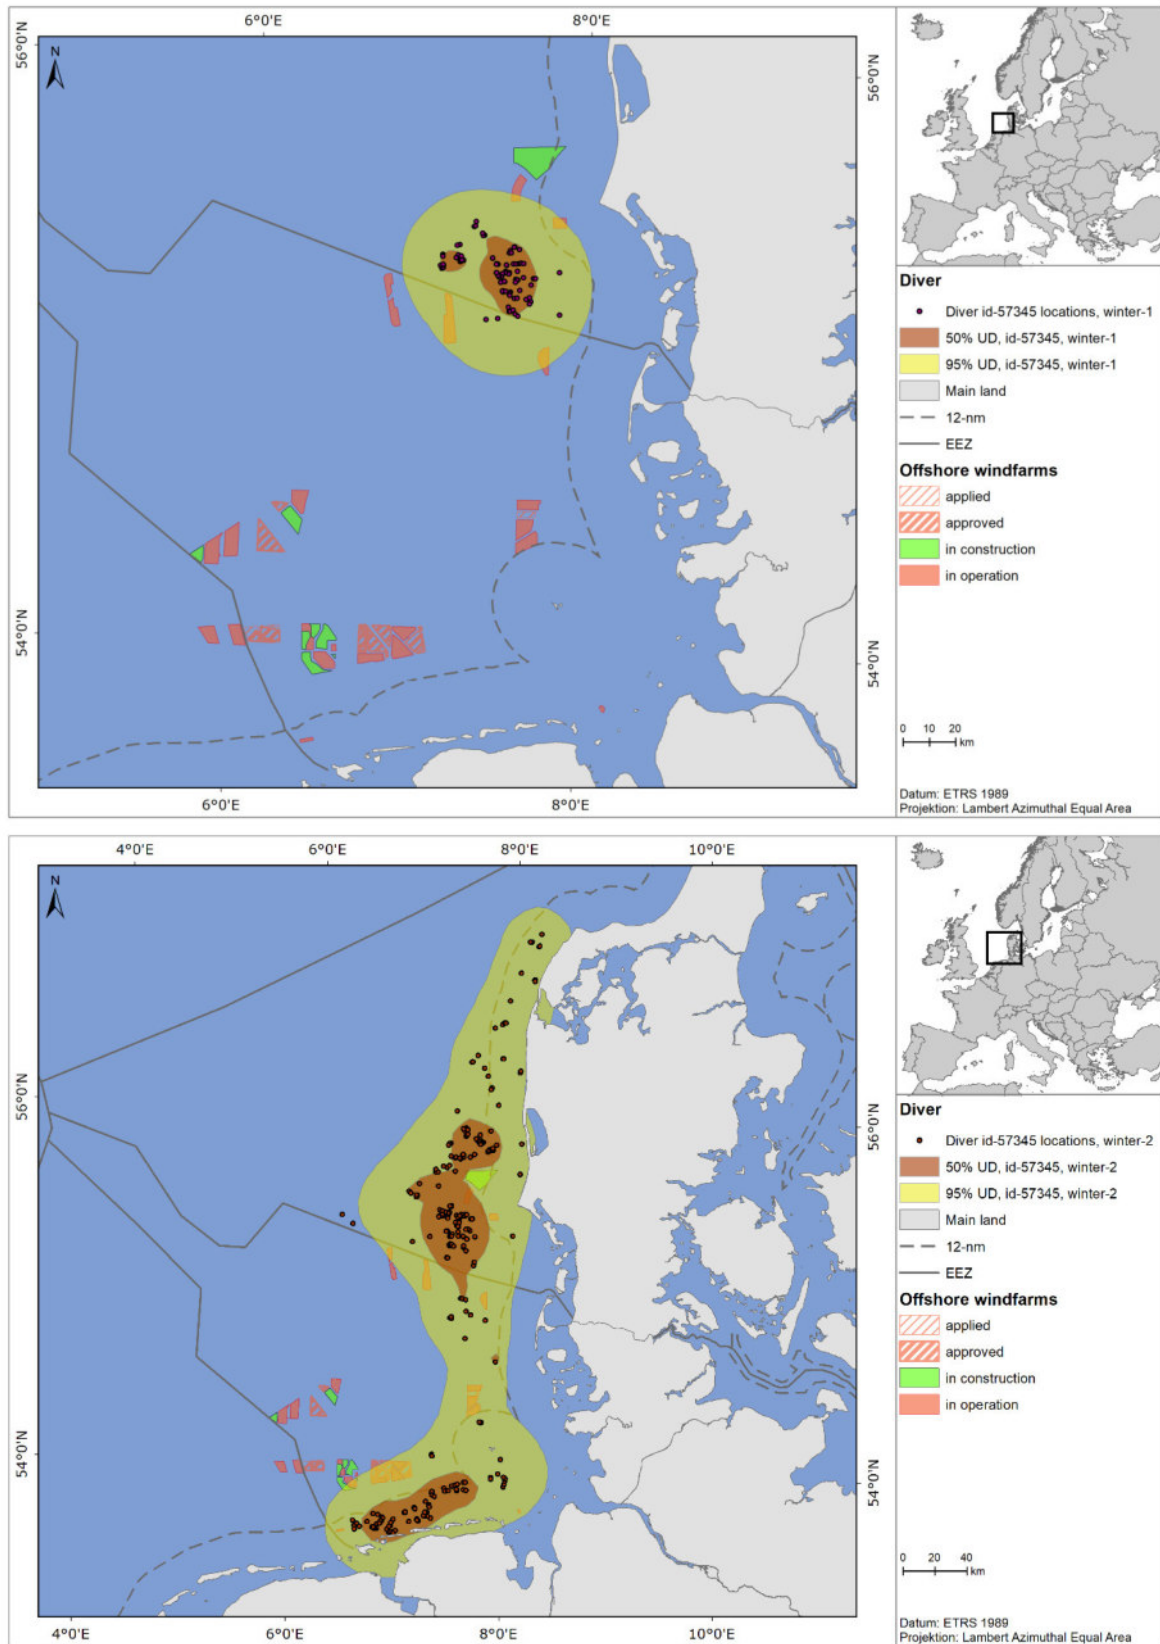 6°0'E
8°0'E
56°0'N
N
56°0'N
54°0'N
54°0'N
6°0'E
8°0'E
Diver
Diver id-57345 locations, winter-1
50% UD, id-57345, winter-1
95% UD, id-57345, winter-1
Main land
12-nm
EEZ
Offshore windfarms
applied
approved
in construction
in operation
0 10 20
km
Datum: ETRS 1989
Projektion: Lambert Azimuthal Equal Area
4°0'E
6°0'E
8°0'E
10°0'E
N
56°0'N
56°0'N
54°0'N
54°0'N
4°0'E
6°0'E
8°0'E
10°0'E
Diver
Diver id-57345 locations, winter-2
50% UD, id-57345, winter-2
95% UD, id-57345, winter-2
Main land
12-nm
EEZ
Offshore windfarms
applied
approved
in construction
in operation
0 20 40
km
Datum: ETRS 1989
Projektion: Lambert Azimuthal Equal Area